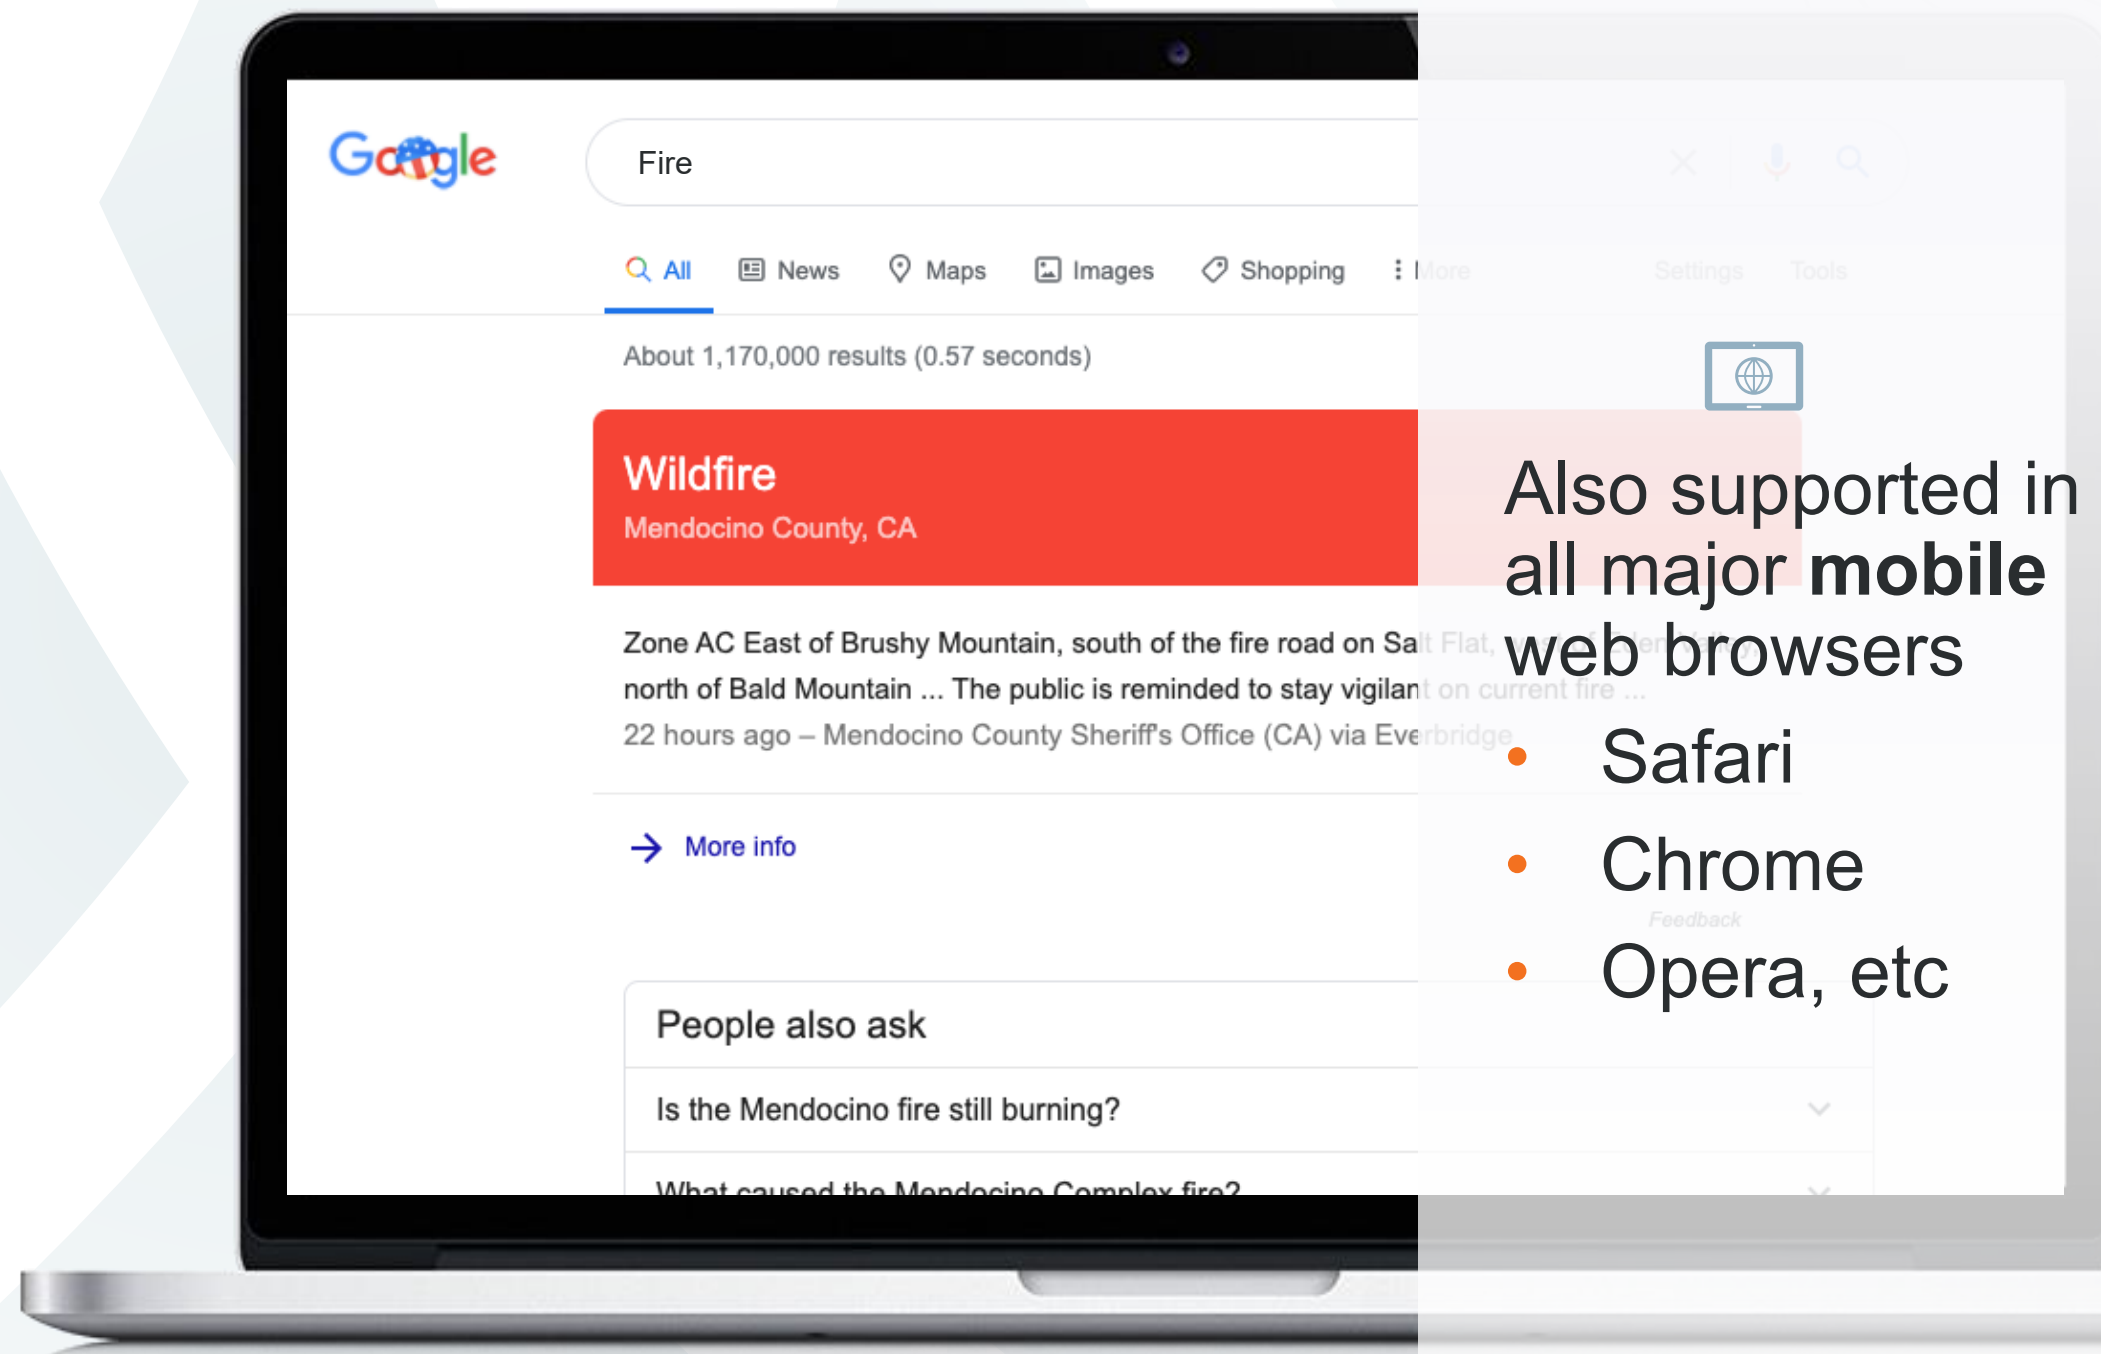 Google
Fire
All News Maps Images Shopping More Settings Tools
About 1,170,000 results (0.57 seconds)
Wildfire
Mendocino County, CA
Zone AC East of Brushy Mountain, south of the fire road on Salt Flat, west of Eden Valley,
north of Bald Mountain ... The public is reminded to stay vigilant on current fire ...
22 hours ago – Mendocino County Sheriff's Office (CA) via Everbridge
More info
Feedback
People also ask
Is the Mendocino fire still burning?
What caused the Mendocino Complex fire?
Also supported in
all major mobile
web browsers
• Safari
• Chrome
• Opera, etc